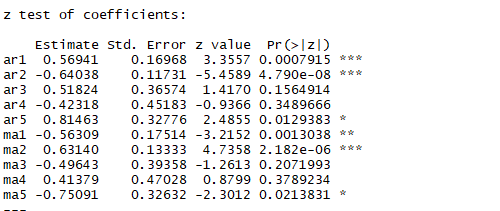 z test of coefficients:
Estimate Std. Error z value Pr(>|z|)
ar1 0.56941 0.16968 3.3557 0.0007915 ***
ar2 -0.64038 0.11731 -5.4589 4.790e-08 ***
ar3 0.51824 0.36574 1.4170 0.1564914
ar4 -0.42318 0.45183 -0.9366 0.3489666
ar5 0.81463 0.32776 2.4855 0.0129383 *
ma1 -0.56309 0.17514 -3.2152 0.0013038 **
ma2 0.63140 0.13333 4.7358 2.182e-06 ***
ma3 -0.49643 0.39358 -1.2613 0.2071993
ma4 0.41379 0.47028 0.8799 0.3789234
ma5 -0.75091 0.32632 -2.3012 0.0213831 *
---